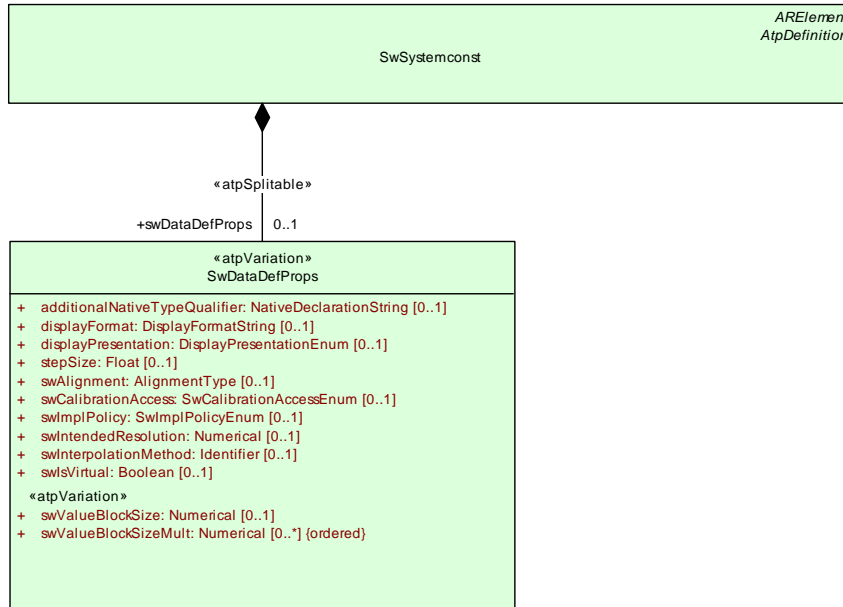 ARElemen
AtpDefinition
SwSystemconst
«atpSplitable»
+swDataDefProps 0..1
«atpVariation»
SwDataDefProps
+ additionalNativeTypeQualifier: NativeDeclarationString [0..1]
+ displayFormat: DisplayFormatString [0..1]
+ displayPresentation: DisplayPresentationEnum [0..1]
+ stepSize: Float [0..1]
+ swAlignment: AlignmentType [0..1]
+ swCalibrationAccess: SwCalibrationAccessEnum [0..1]
+ swImplPolicy: SwImplPolicyEnum [0..1]
+ swIntendedResolution: Numerical [0..1]
+ swInterpolationMethod: Identifier [0..1]
+ swIsVirtual: Boolean [0..1]
«atpVariation»
+ swValueBlockSize: Numerical [0..1]
+ swValueBlockSizeMult: Numerical [0..*] {ordered}